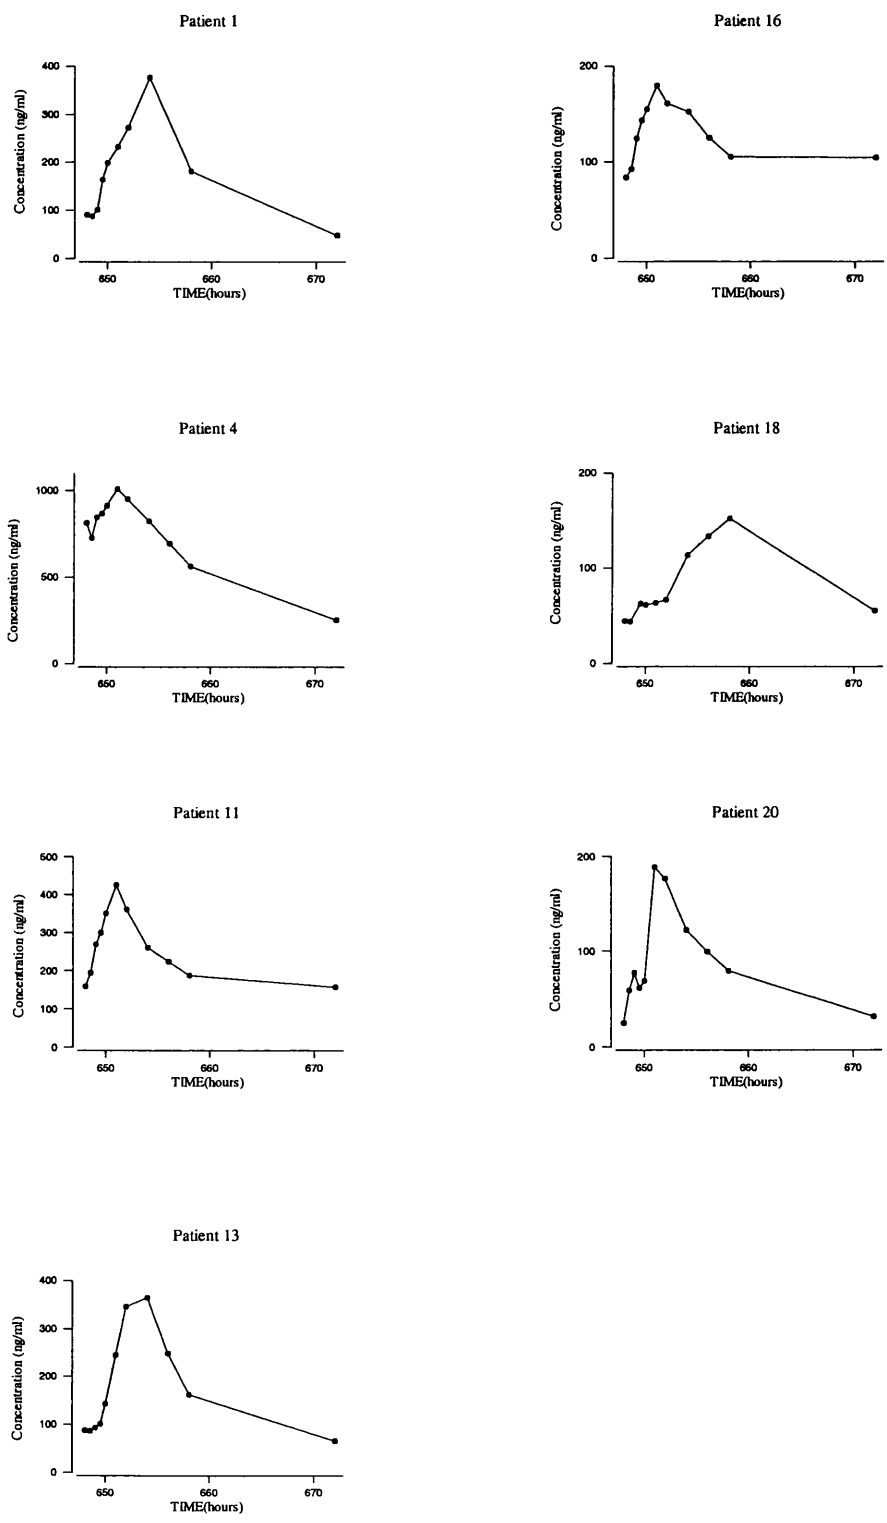 Patient 1
400
300
200
100
0
Concentration (ng/ml)
650 660 670
TIME(hours)
Patient 16
200
100
0
Concentration (ng/ml)
650 660 670
TIME(hours)
Patient 4
1000
500
0
Concentration (ng/ml)
650 660 670
TIME(hours)
Patient 18
200
100
0
Concentration (ng/ml)
650 660 670
TIME(hours)
Patient 11
500
400
300
200
100
0
Concentration (ng/ml)
650 660 670
TIME(hours)
Patient 20
200
100
0
Concentration (ng/ml)
650 660 670
TIME(hours)
Patient 13
400
300
200
100
0
Concentration (ng/ml)
650 660 670
TIME(hours)